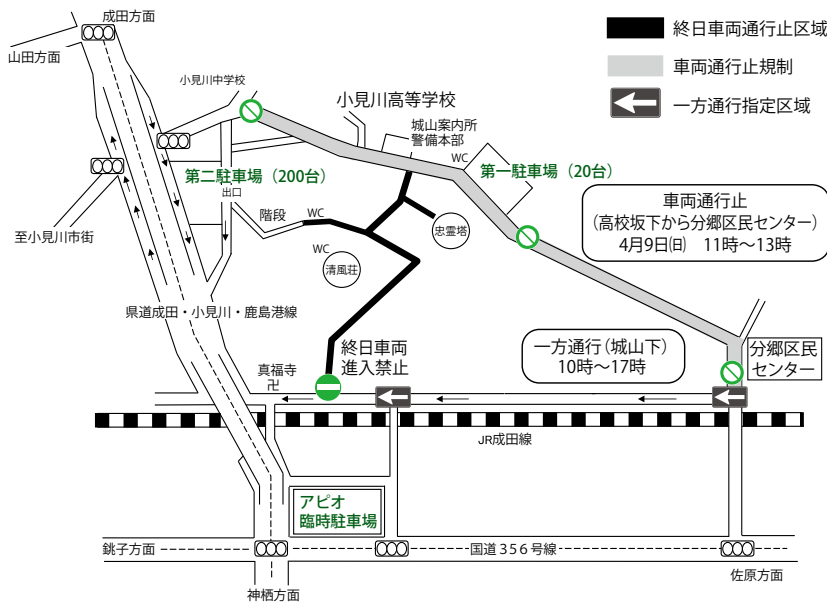 成田方面
山田方面
終日車両通行止区域
車両通行止規制
一方通行指定区域
小見川中学校
小見川高等学校
城山案内所
警備本部
WC
第一駐車場（20台）
第二駐車場（200台）
出口
階段
WC
忠霊塔
WC
清風荘
至小見川市街
車両通行止
（高校坂下から分郷区民センター）
4月9日㈰　11時～13時
県道成田・小見川・鹿島港線
一方通行（城山下）
10時～17時
分郷区民
センター
終日車両
進入禁止
真福寺
卍
JR成田線
アピオ
臨時駐車場
銚子方面
国道356号線
佐原方面
神栖方面